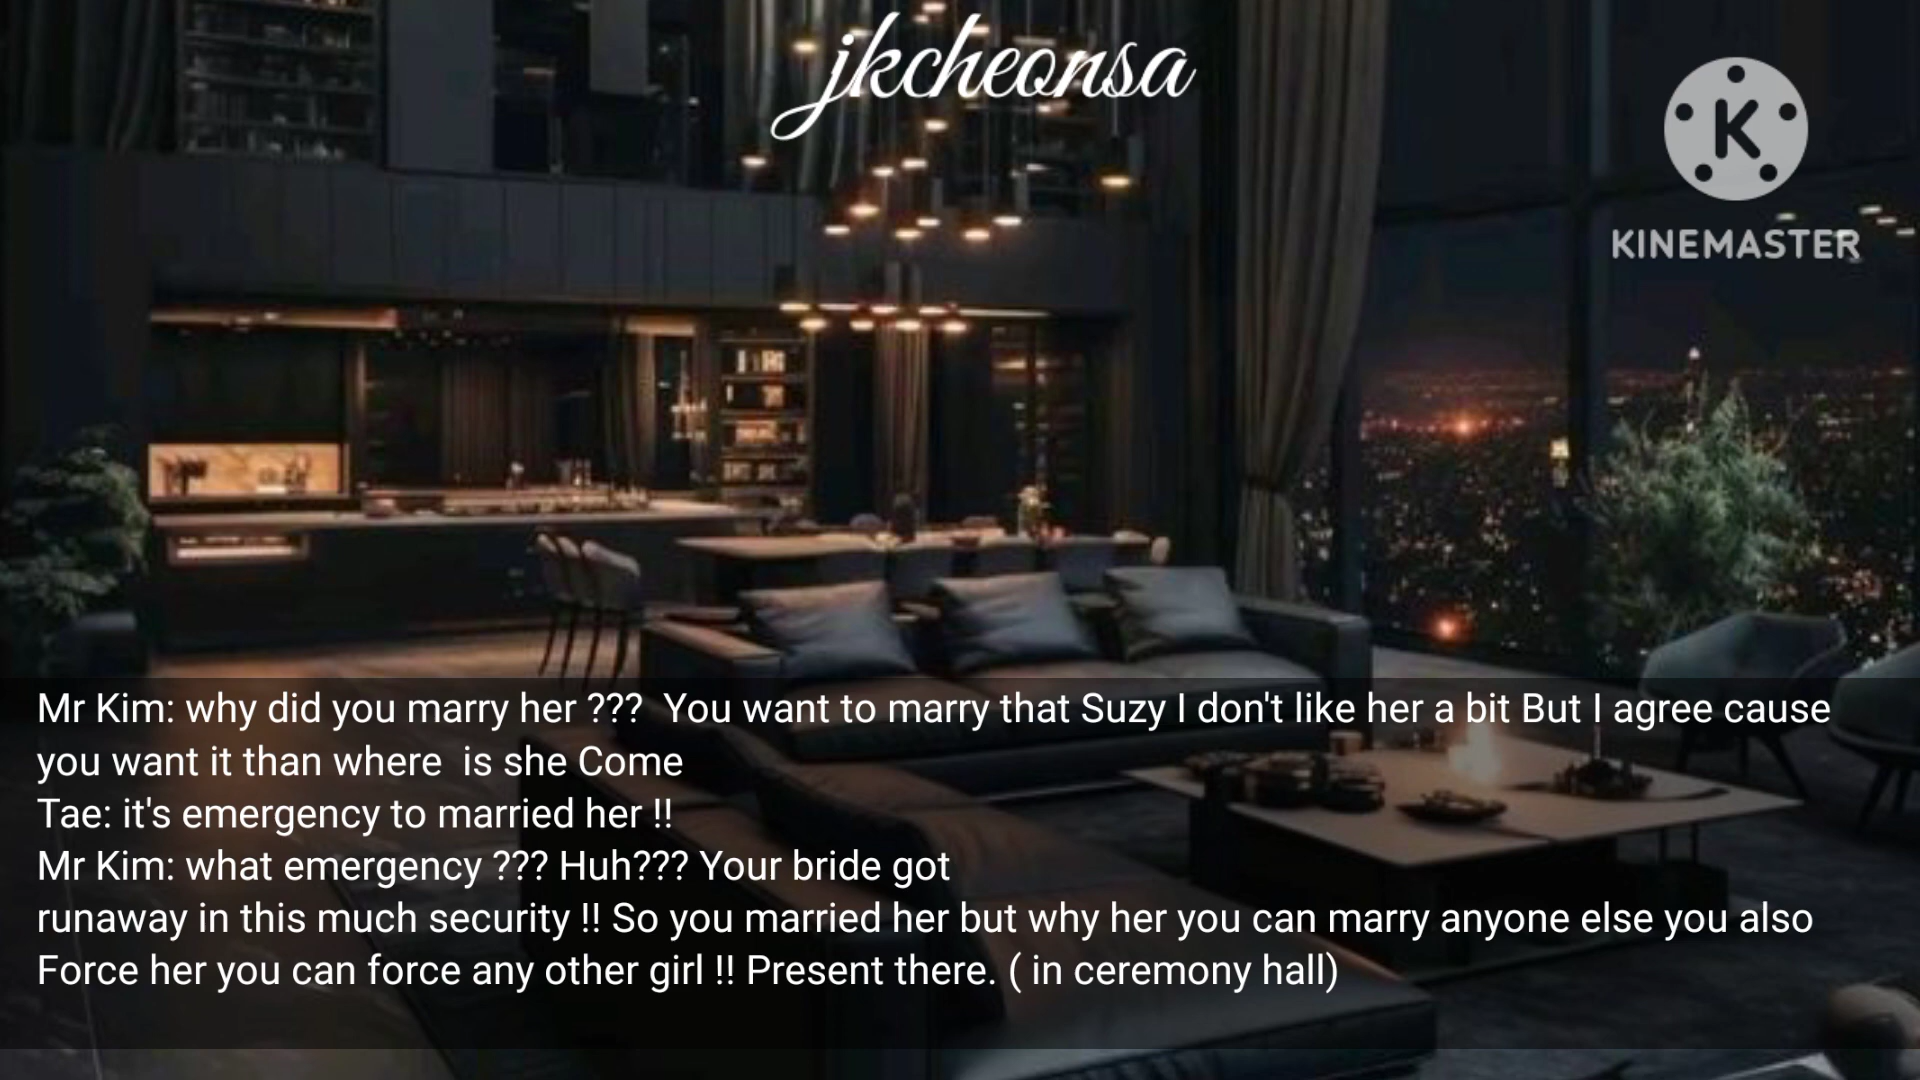 jkcheonsa
K
KINEMASTER
Mr Kim: why did you marry her ???  You want to marry that Suzy I don't like her a bit But I agree cause
you want it than where  is she Come
Tae: it's emergency to married her !!
Mr Kim: what emergency ??? Huh??? Your bride got
runaway in this much security !! So you married her but why her you can marry anyone else you also
Force her you can force any other girl !! Present there. ( in ceremony hall)